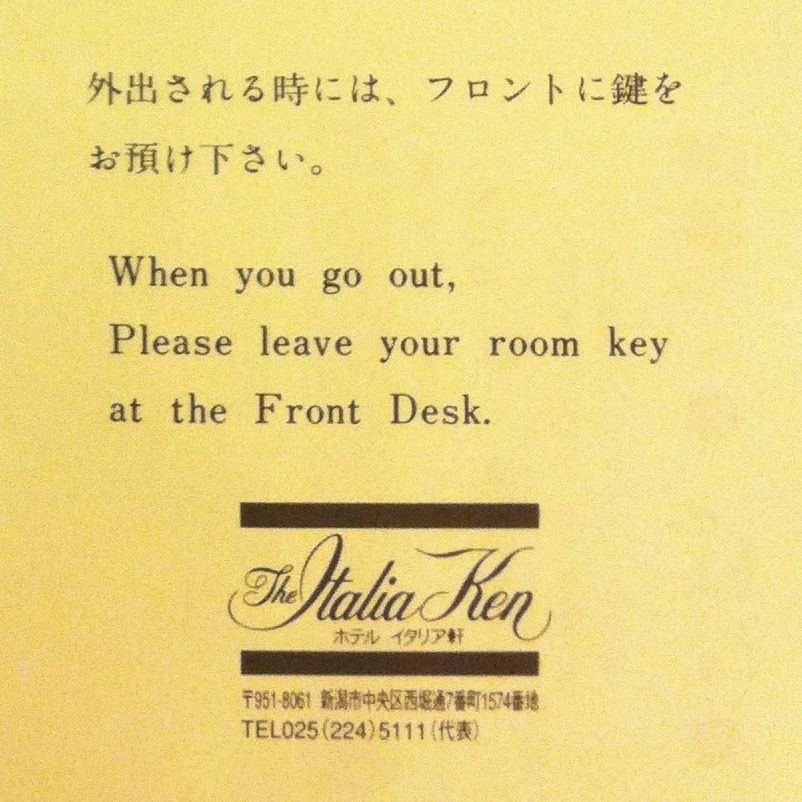 外出される時には、フロントに鍵を
お預け下さい。
When you go out,
Please leave your room key
at the Front Desk.
The Italia Ken
ホテル イタリア軒
〒951-8061 新潟市中央区西堀通7番町1574番地
TEL025(224)5111(代表)